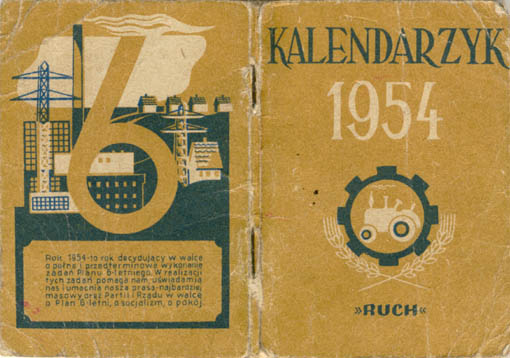 6
Rok 1954-to rok decydujący w walce
o pełne i przedterminowe wykonanie
zadań Planu 6-letniego. W realizacji
tych zadań pomaga nam, uświadamia
nas i umacnia nasza prasa-najbardziej
masowy oręż Partii i Rządu w walce
o Plan 6-letni, o socjalizm, o pokój.
KALENDARZYK
1954
»RUCH«